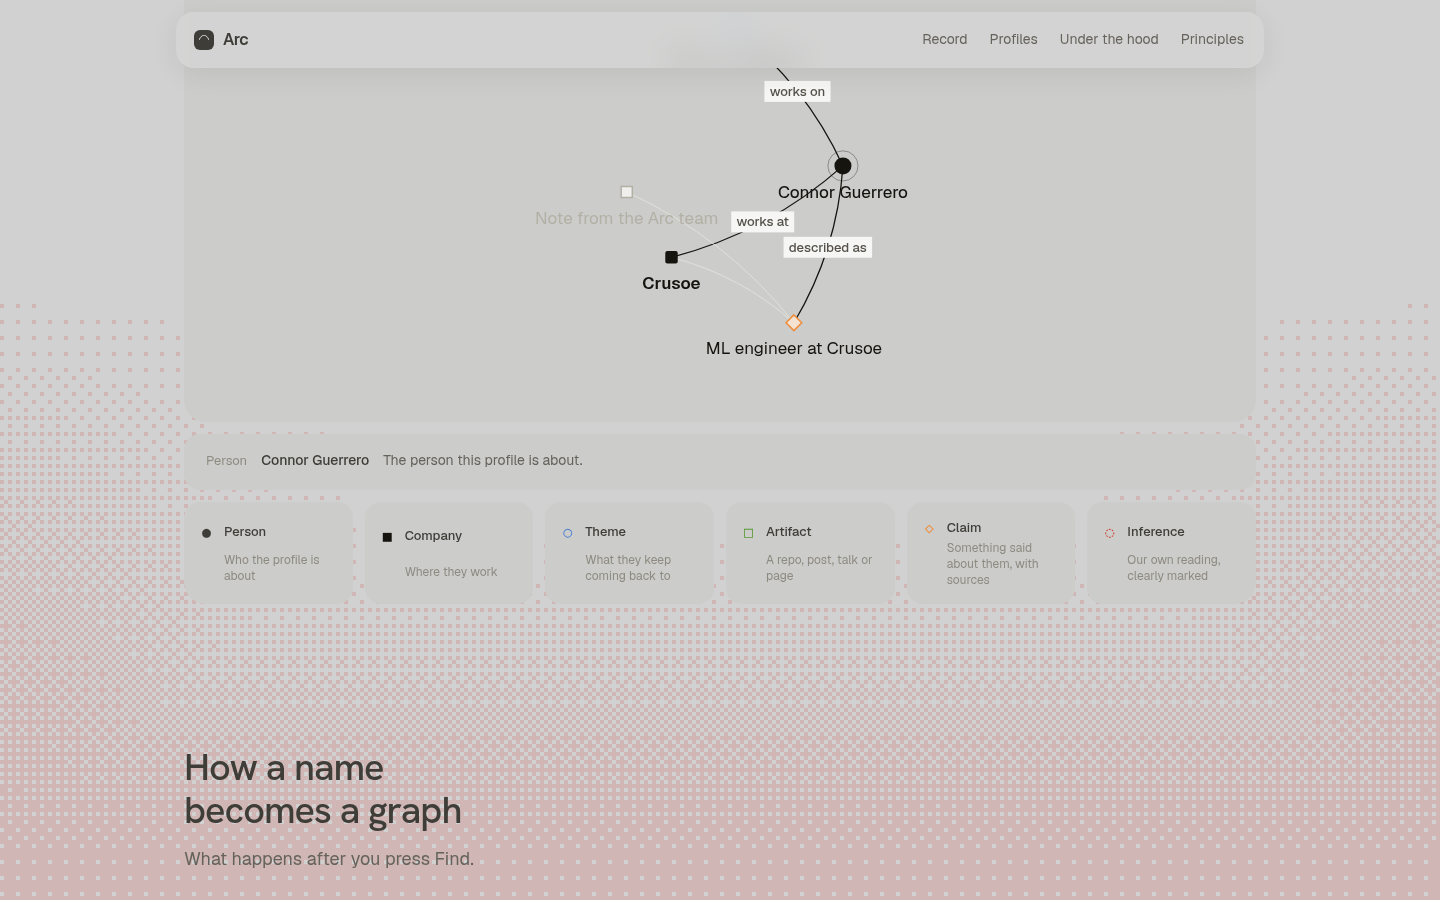 Arc
Record
Profiles
Under the hood
Principles
works on
Connor Guerrero
Note from the Arc team
works at
described as
Crusoe
ML engineer at Crusoe
Person
Connor Guerrero
The person this profile is about.
Person
Who the profile is
about
Company
Where they work
Theme
What they keep
coming back to
Artifact
A repo, post, talk or
page
Claim
Something said
about them, with
sources
Inference
Our own reading,
clearly marked
How a name
becomes a graph
What happens after you press Find.